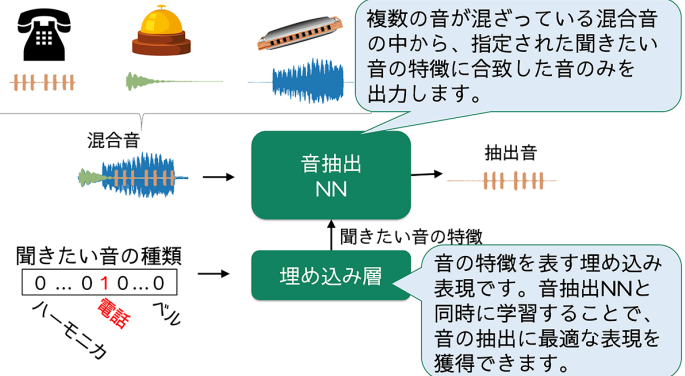 複数の音が混ざっている混合音
の中から、指定された聞きたい
音の特徴に合致した音のみを
出力します。
混合音
音抽出
NN
抽出音
聞きたい音の特徴
聞きたい音の種類
0 ... 0 1 0...0
ハーモニカ
電話
ベル
埋め込み層
音の特徴を表す埋め込み
表現です。音抽出NNと
同時に学習することで、
音の抽出に最適な表現を
獲得できます。